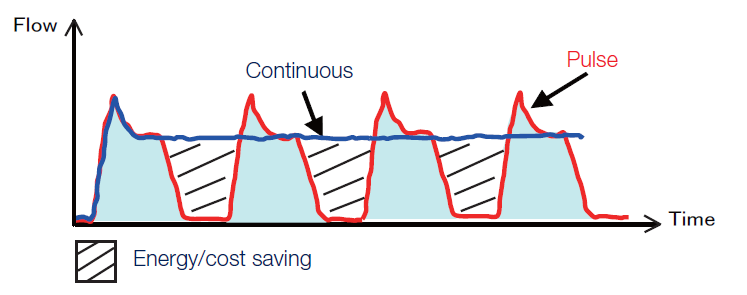 Flow
Pulse
Continuous
Time
Energy/cost saving